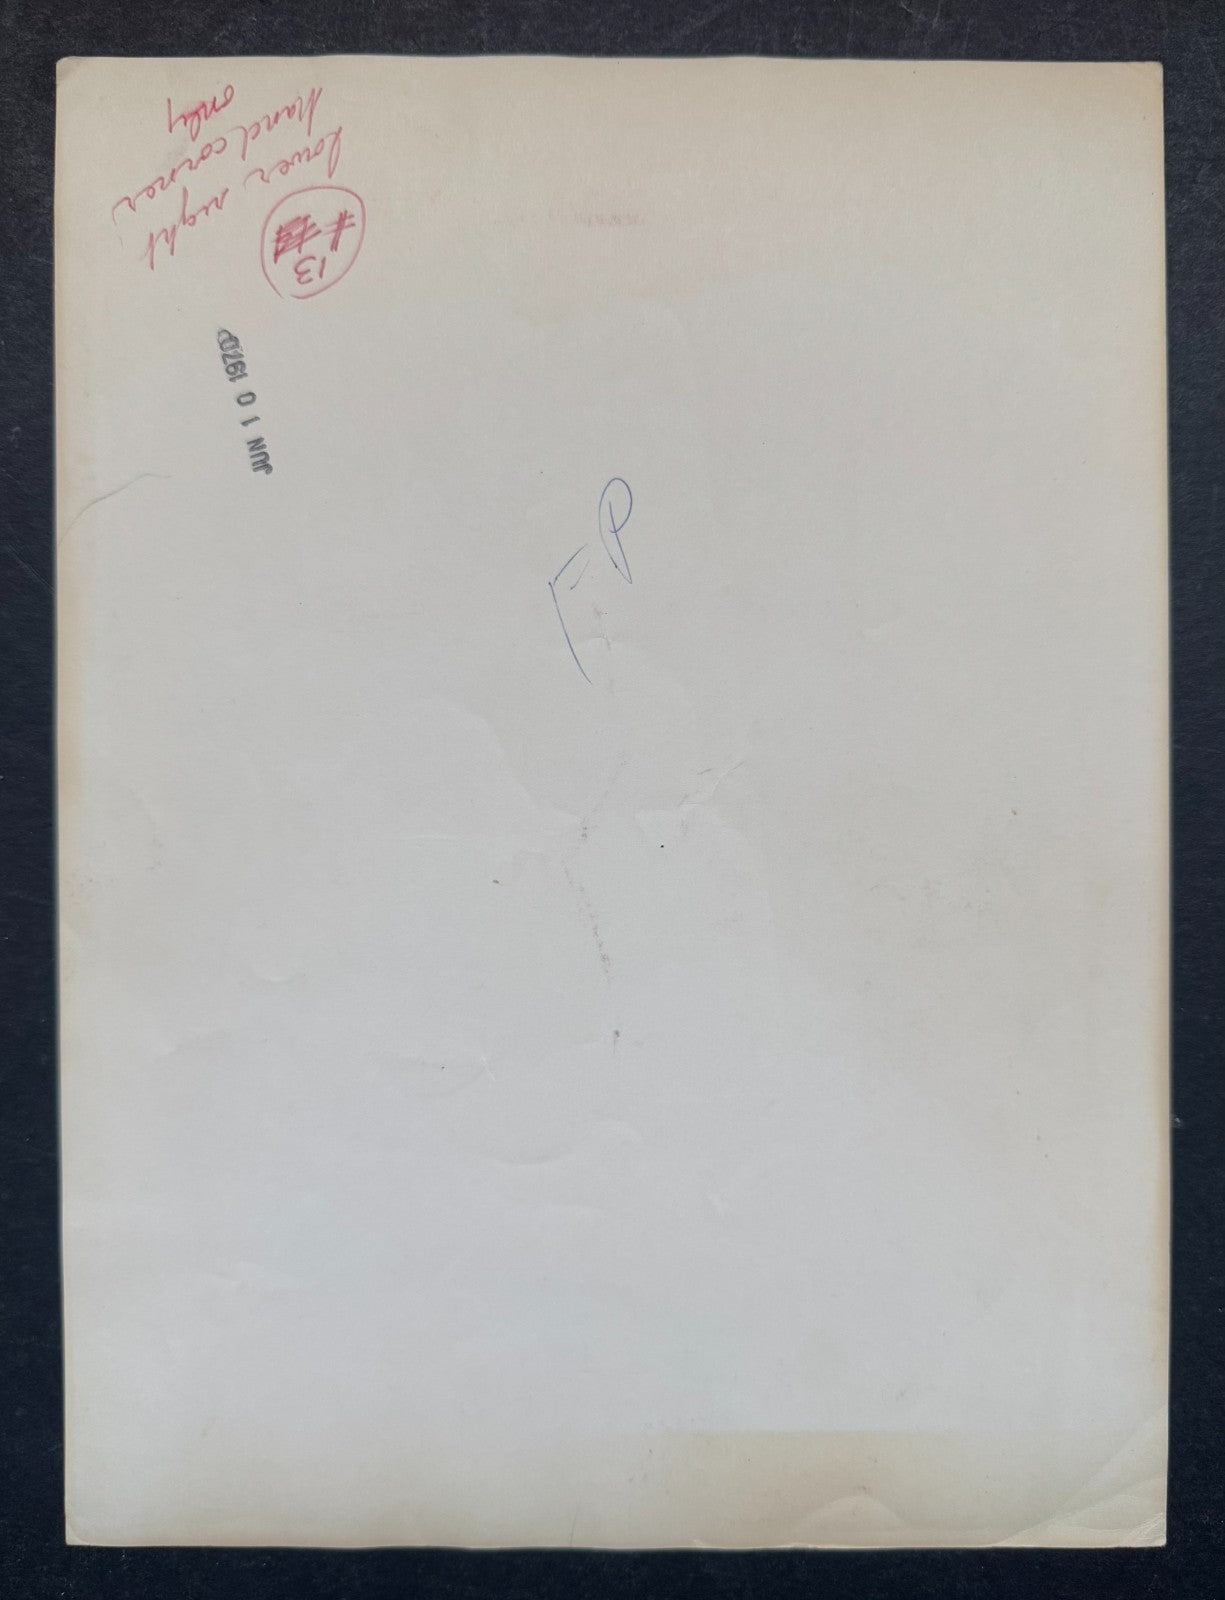 lower right
hand corner
only
#
13
JUN 10 1970